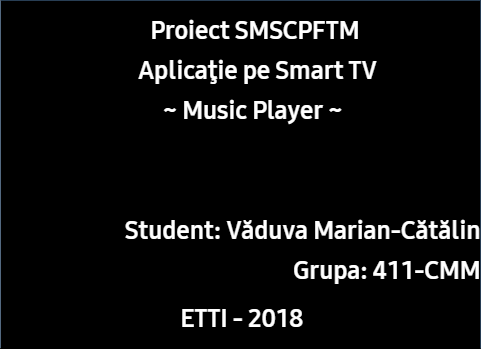 Proiect SMSCPFTM
Aplicaţie pe Smart TV
~ Music Player ~
Student: Văduva Marian-Cătălin
Grupa: 411-CMM
ETTI - 2018